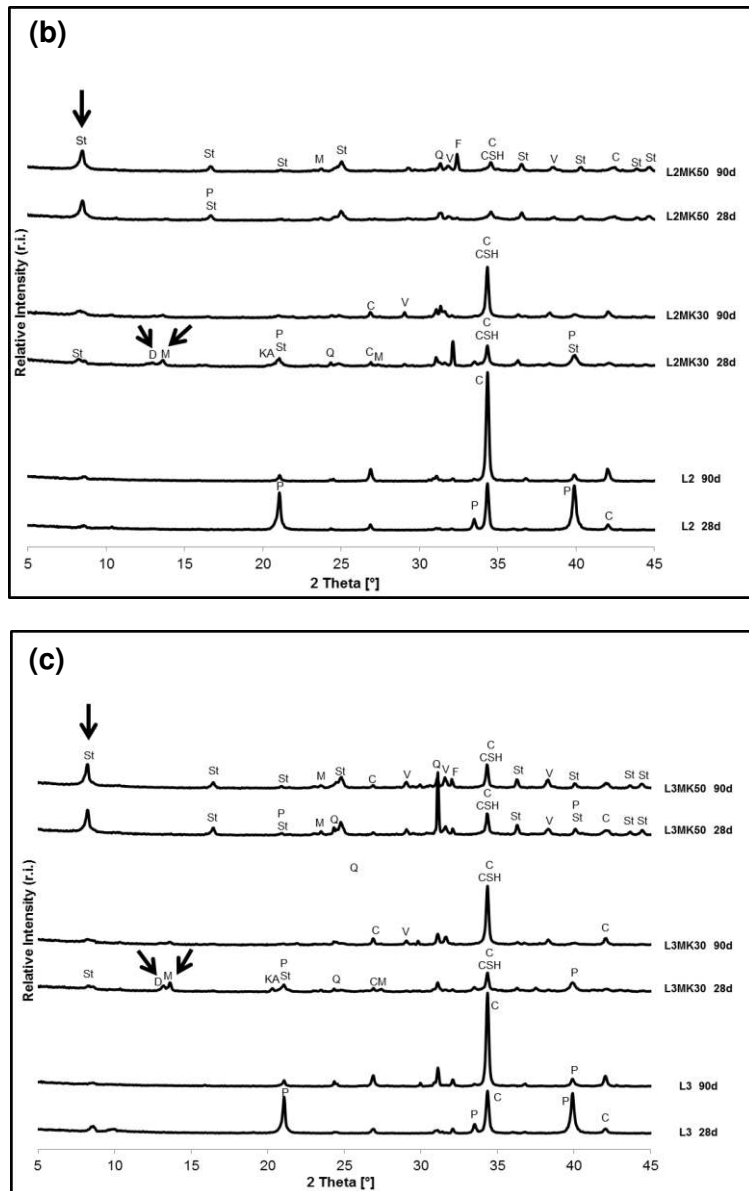 (b)
St St St M St Q V F C CSH St V St C St St L2MK50 90d
P
St L2MK50 28d
C
CSH
C V L2MK30 90d
St D M KA P St Q C M C CSH P St L2MK30 28d
C
L2 90d
P P P C L2 28d
Relative Intensity (r.i.)
5 10 15 20 25 30 35 40 45
2 Theta [°]
(c)
St St St M St C V Q V F C CSH St V St St St L3MK50 90d
P St M Q C CSH St V P St C St St L3MK50 28d
Q
C
CSH
C V C L3MK30 90d
St D M KA P St Q C M C CSH P L3MK30 28d
C
P L3 90d
P P C P C L3 28d
Relative Intensity (r.i.)
5 10 15 20 25 30 35 40 45
2 Theta [°]